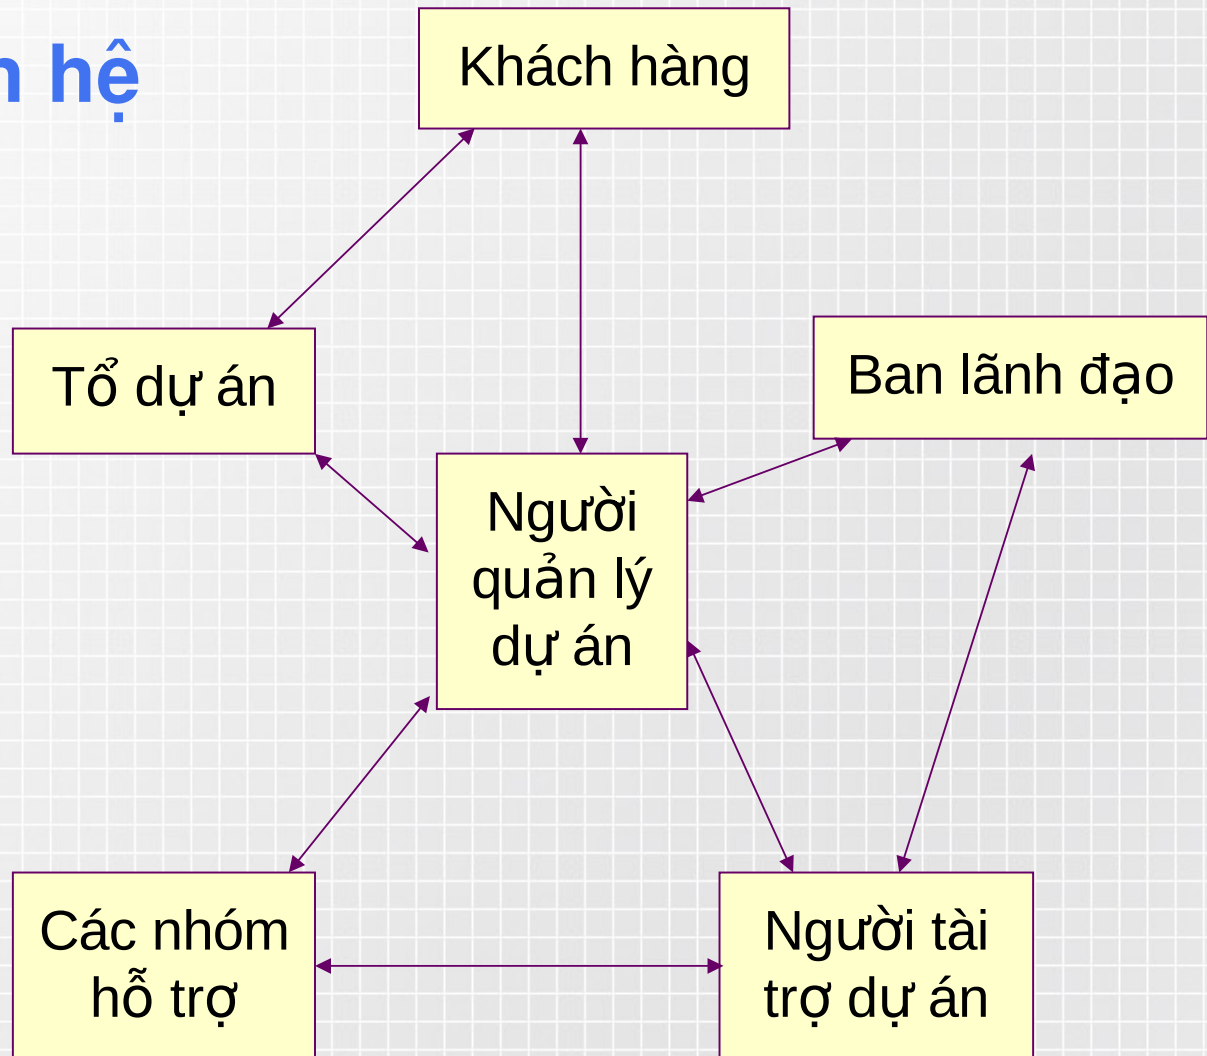 hệ
Khách hàng
Tổ dự án
Ban lãnh đạo
Người
quản lý
dự án
Các nhóm
hỗ trợ
Người tài
trợ dự án